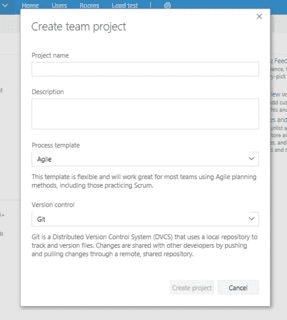 Home Users Rooms Load test
Create team project
Project name
Description
Process template
Agile
This template is flexible and will work great for most teams using Agile planning
methods, including those practicing Scrum.
Version control
Git
Git is a Distributed Version Control System (DVCS) that uses a local repository to
track and version files. Changes are shared with other developers by pushing
and pulling changes through a remote, shared repository.
Create project Cancel